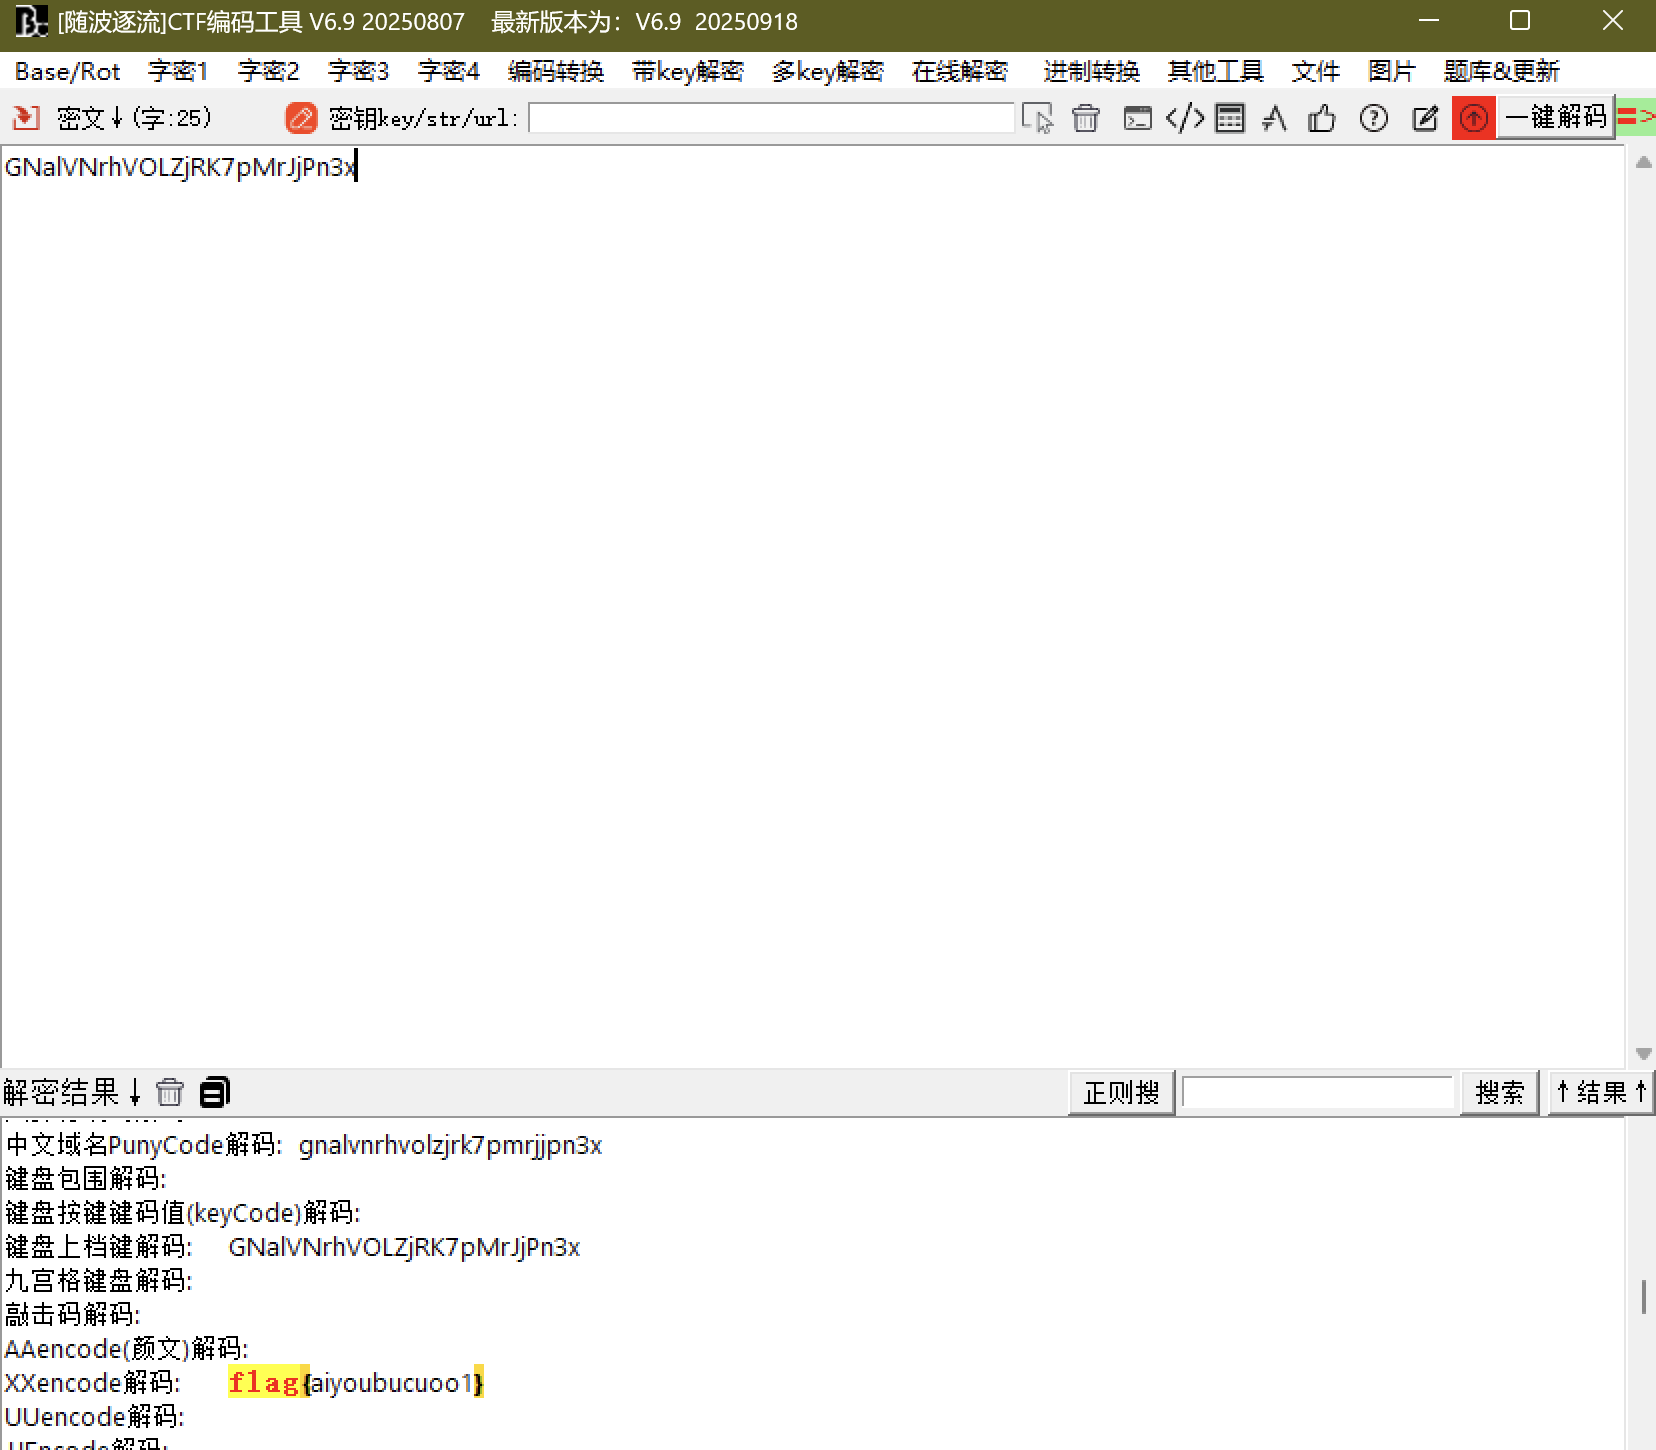 [随波逐流]CTF编码工具 V6.9 20250807 最新版本为：V6.9 20250918
Base/Rot 字密1 字密2 字密3 字密4 编码转换 带key解密 多key解密 在线解密 进制转换 其他工具 文件 图片 题库&更新
密文↓(字:25) 密钥key/str/url: 一键解码 =>
GNalVNrhVOLZjRK7pMrJjPn3x
解密结果↓ 正则搜 搜索 ↑结果↑
中文域名PunyCode解码: gnalvnrhvolzjrk7pmrjjpn3x
键盘包围解码:
键盘按键键码值(keyCode)解码:
键盘上档键解码: GNalVNrhVOLZjRK7pMrJjPn3x
九宫格键盘解码:
敲击码解码:
AAencode(颜文)解码:
XXencode解码: flag{aiyoubucuoo1}
UUencode解码: